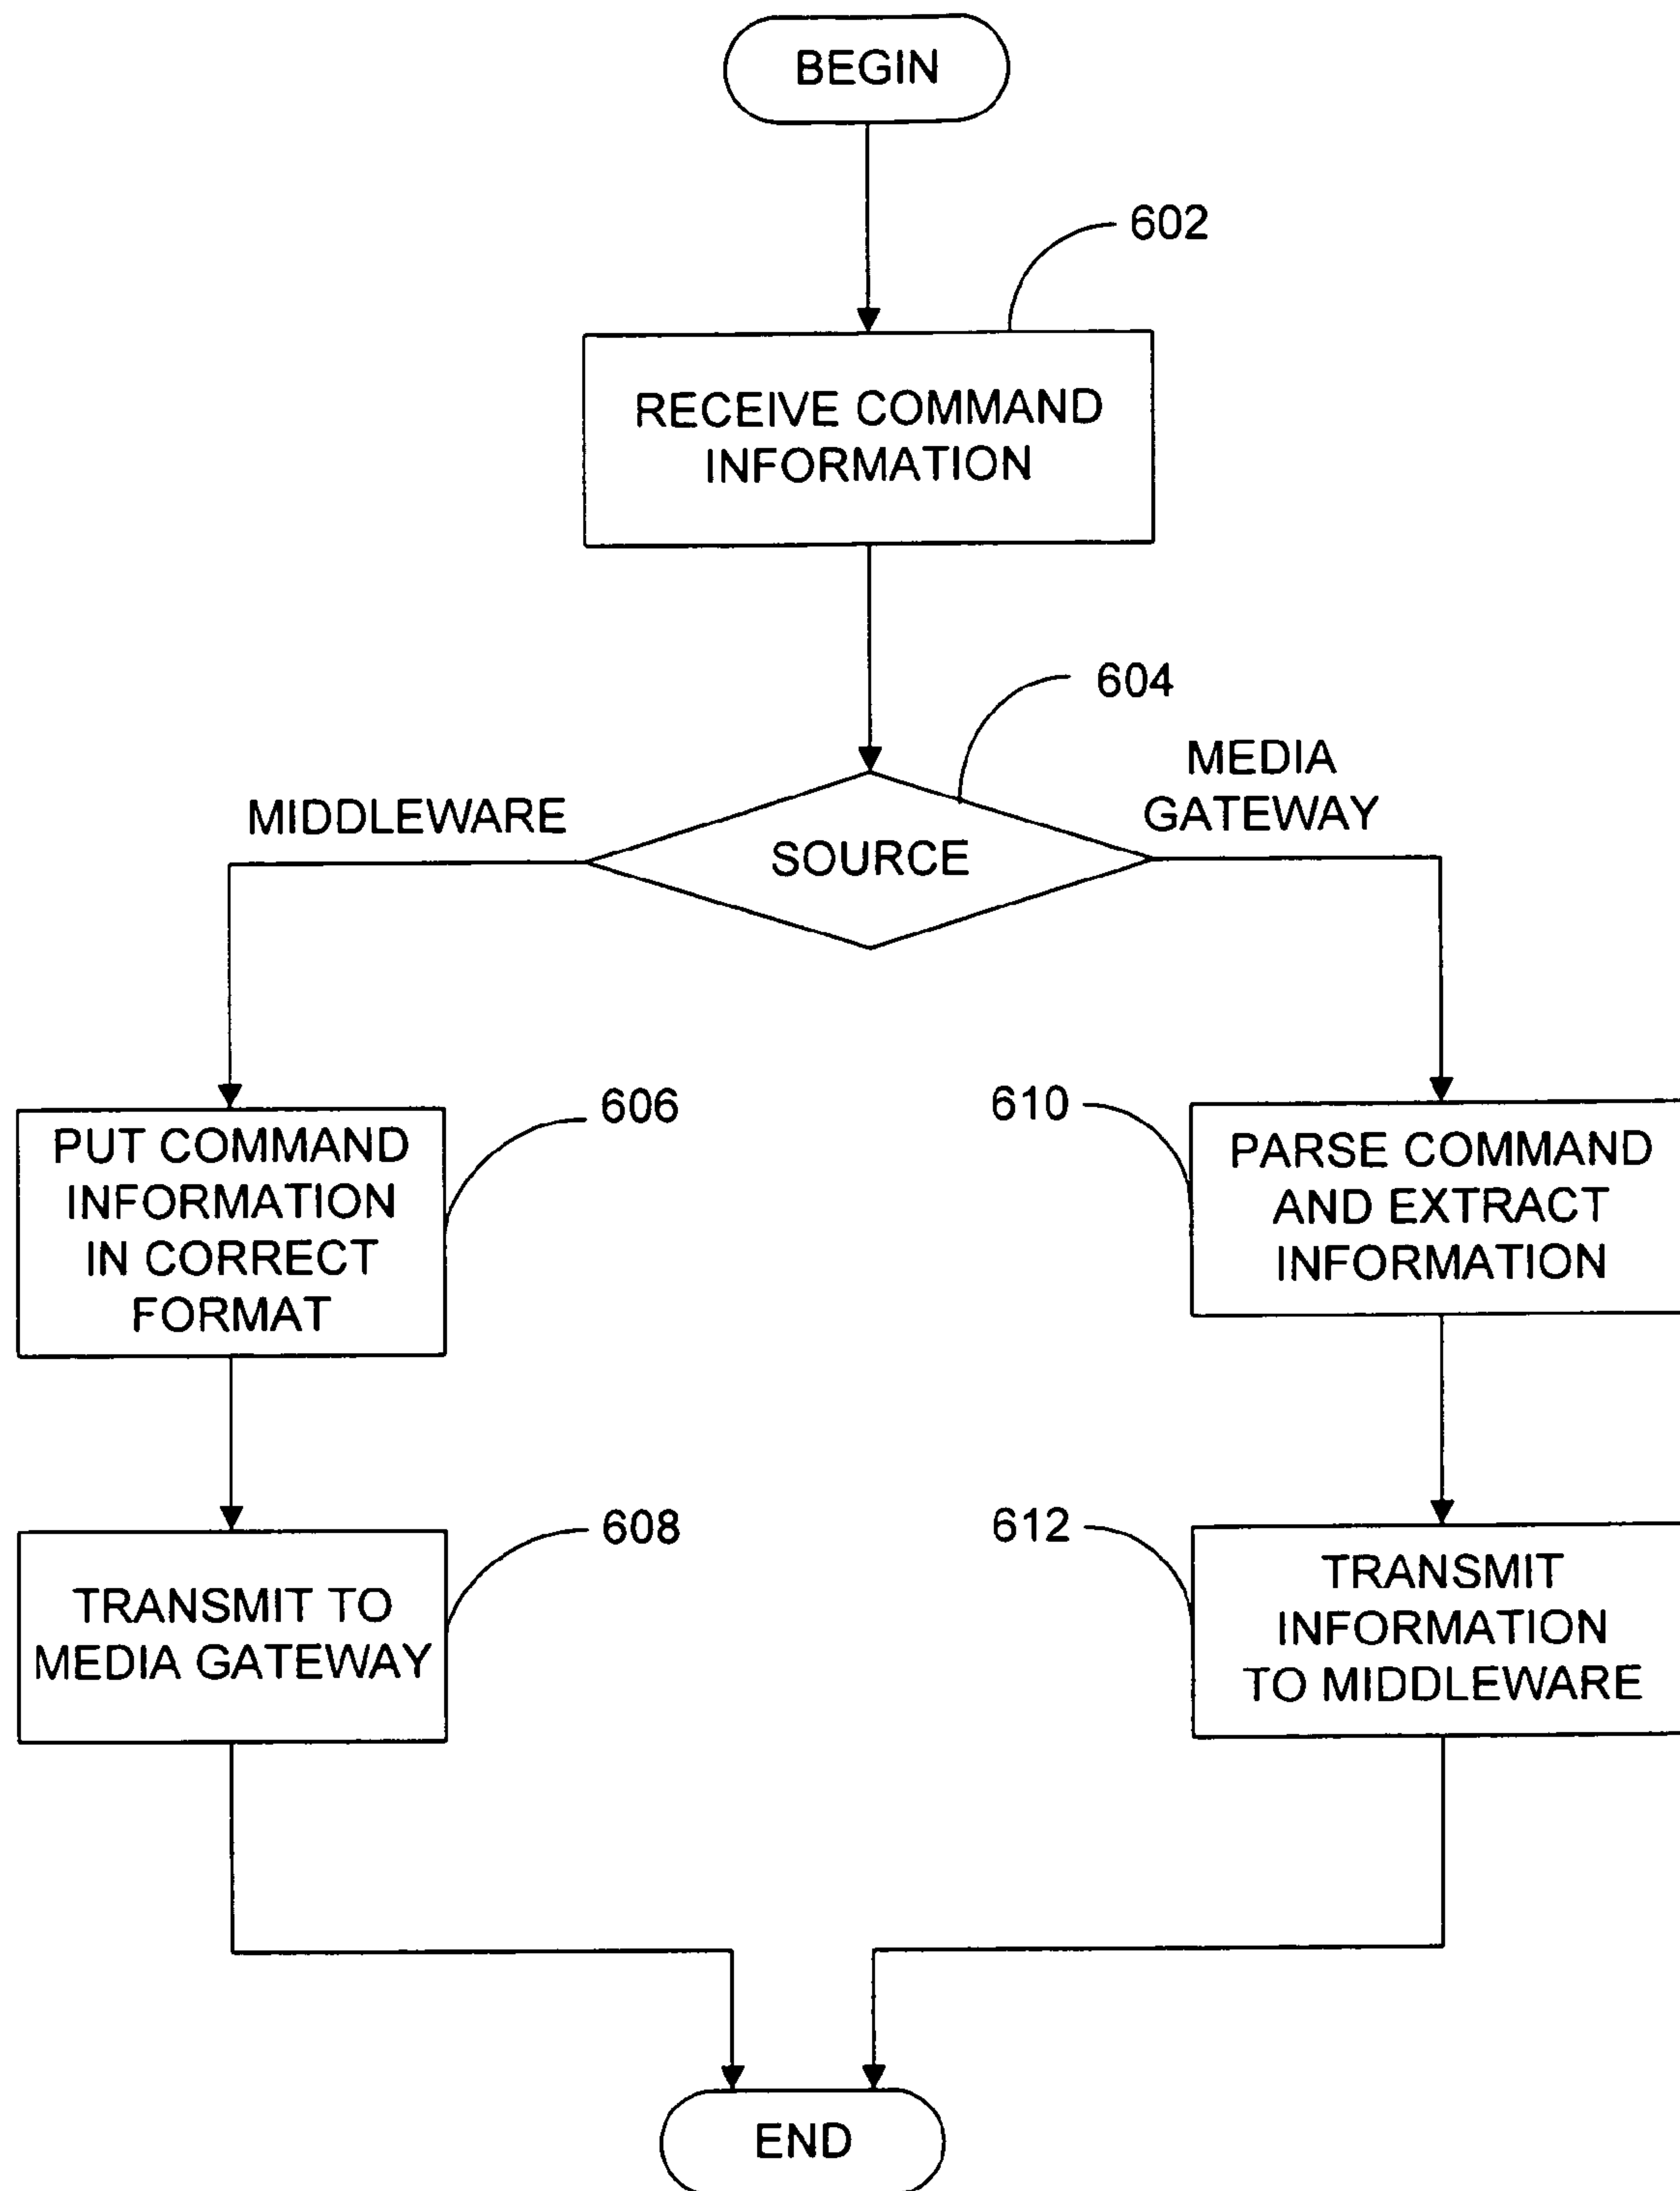 BEGIN
602
RECEIVE COMMAND
INFORMATION
604
MEDIA
GATEWAY
MIDDLEWARE
SOURCE
606
PUT COMMAND
INFORMATION
IN CORRECT
FORMAT
610
PARSE COMMAND
AND EXTRACT
INFORMATION
608
TRANSMIT TO
MEDIA GATEWAY
612
TRANSMIT
INFORMATION
TO MIDDLEWARE
END